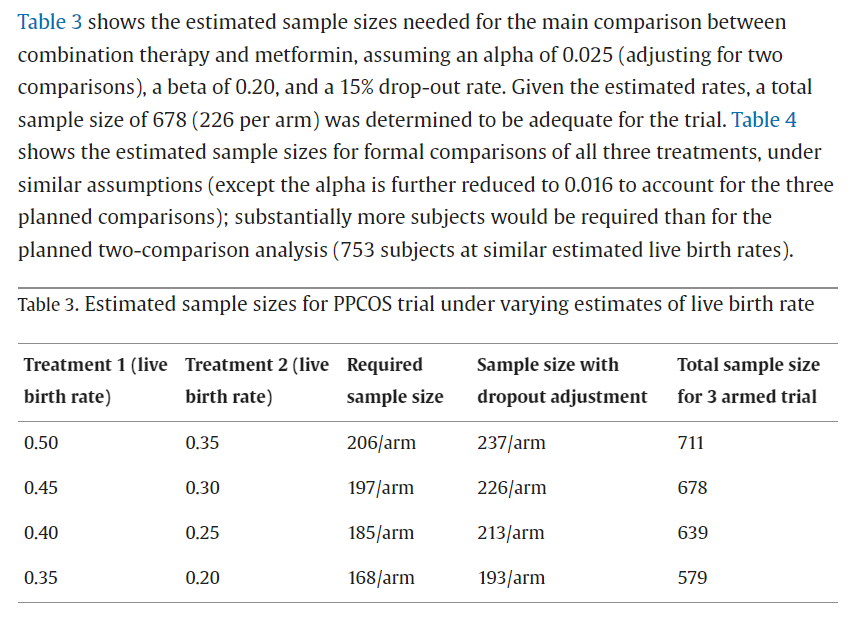 Table 3 shows the estimated sample sizes needed for the main comparison between
combination therapy and metformin, assuming an alpha of 0.025 (adjusting for two
comparisons), a beta of 0.20, and a 15% drop-out rate. Given the estimated rates, a total
sample size of 678 (226 per arm) was determined to be adequate for the trial. Table 4
shows the estimated sample sizes for formal comparisons of all three treatments, under
similar assumptions (except the alpha is further reduced to 0.016 to account for the three
planned comparisons); substantially more subjects would be required than for the
planned two-comparison analysis (753 subjects at similar estimated live birth rates).
Table 3. Estimated sample sizes for PPCOS trial under varying estimates of live birth rate
Treatment 1 (live Treatment 2 (live Required Sample size with Total sample size
birth rate) birth rate) sample size dropout adjustment for 3 armed trial
0.50 0.35 206/arm 237/arm 711
0.45 0.30 197/arm 226/arm 678
0.40 0.25 185/arm 213/arm 639
0.35 0.20 168/arm 193/arm 579